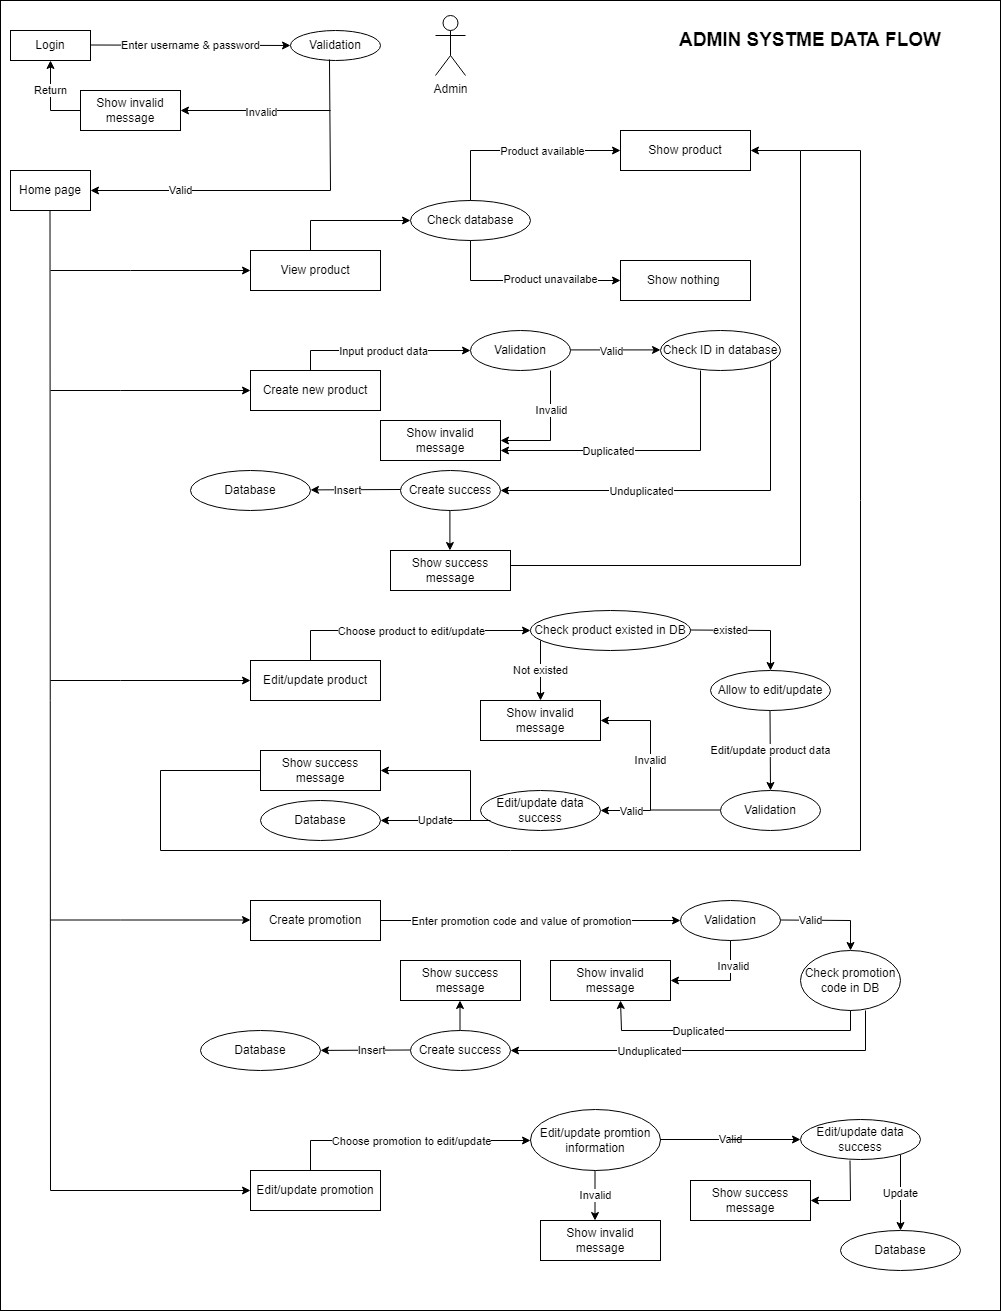 ADMIN SYSTME DATA FLOW
Admin
Login
Enter username & password
Validation
Return
Show invalid
message
Invalid
Home page
Valid
View product
Check database
Product available
Show product
Product unavailabe
Show nothing
Create new product
Input product data
Validation
Valid
Check ID in database
Invalid
Show invalid
message
Duplicated
Database
Insert
Create success
Unduplicated
Show success
message
Edit/update product
Choose product to edit/update
Check product existed in DB
existed
Not existed
Allow to edit/update
Show invalid
message
Edit/update product data
Invalid
Show success
message
Database
Update
Edit/update data
success
Valid
Validation
Create promotion
Enter promotion code and value of promotion
Validation
Valid
Invalid
Check promotion
code in DB
Show success
message
Show invalid
message
Duplicated
Database
Insert
Create success
Unduplicated
Edit/update promotion
Choose promotion to edit/update
Edit/update promtion
information
Valid
Edit/update data
success
Invalid
Show invalid
message
Show success
message
Update
Database